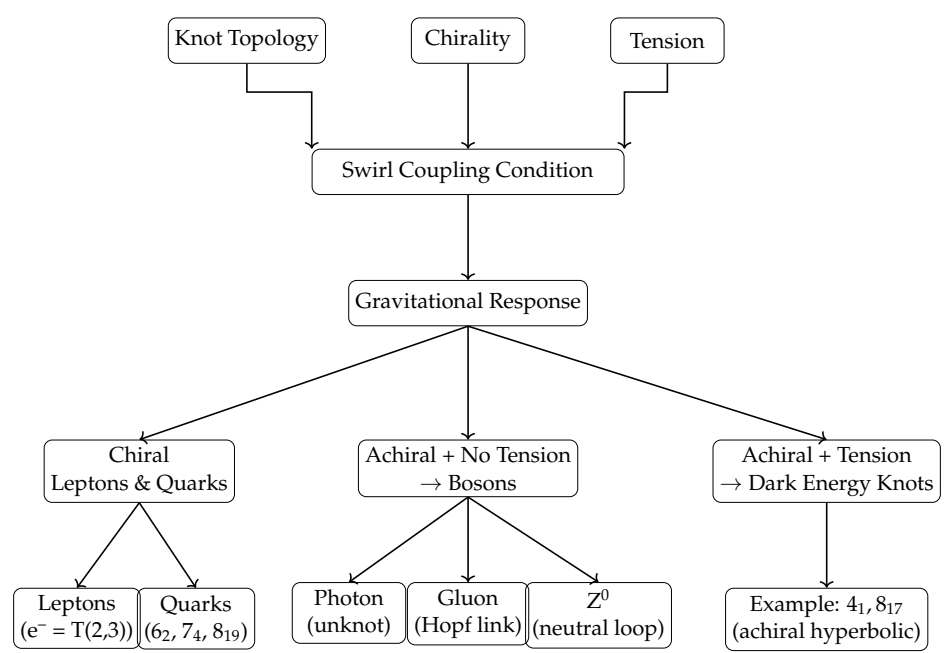 Knot Topology
Chirality
Tension
Swirl Coupling Condition
Gravitational Response
Chiral
Leptons & Quarks
Achiral + No Tension
→ Bosons
Achiral + Tension
→ Dark Energy Knots
Leptons
(e⁻ = T(2,3))
Quarks
(6₂, 7₄, 8₁₉)
Photon
(unknot)
Gluon
(Hopf link)
Z⁰
(neutral loop)
Example: 4₁, 8₁₇
(achiral hyperbolic)